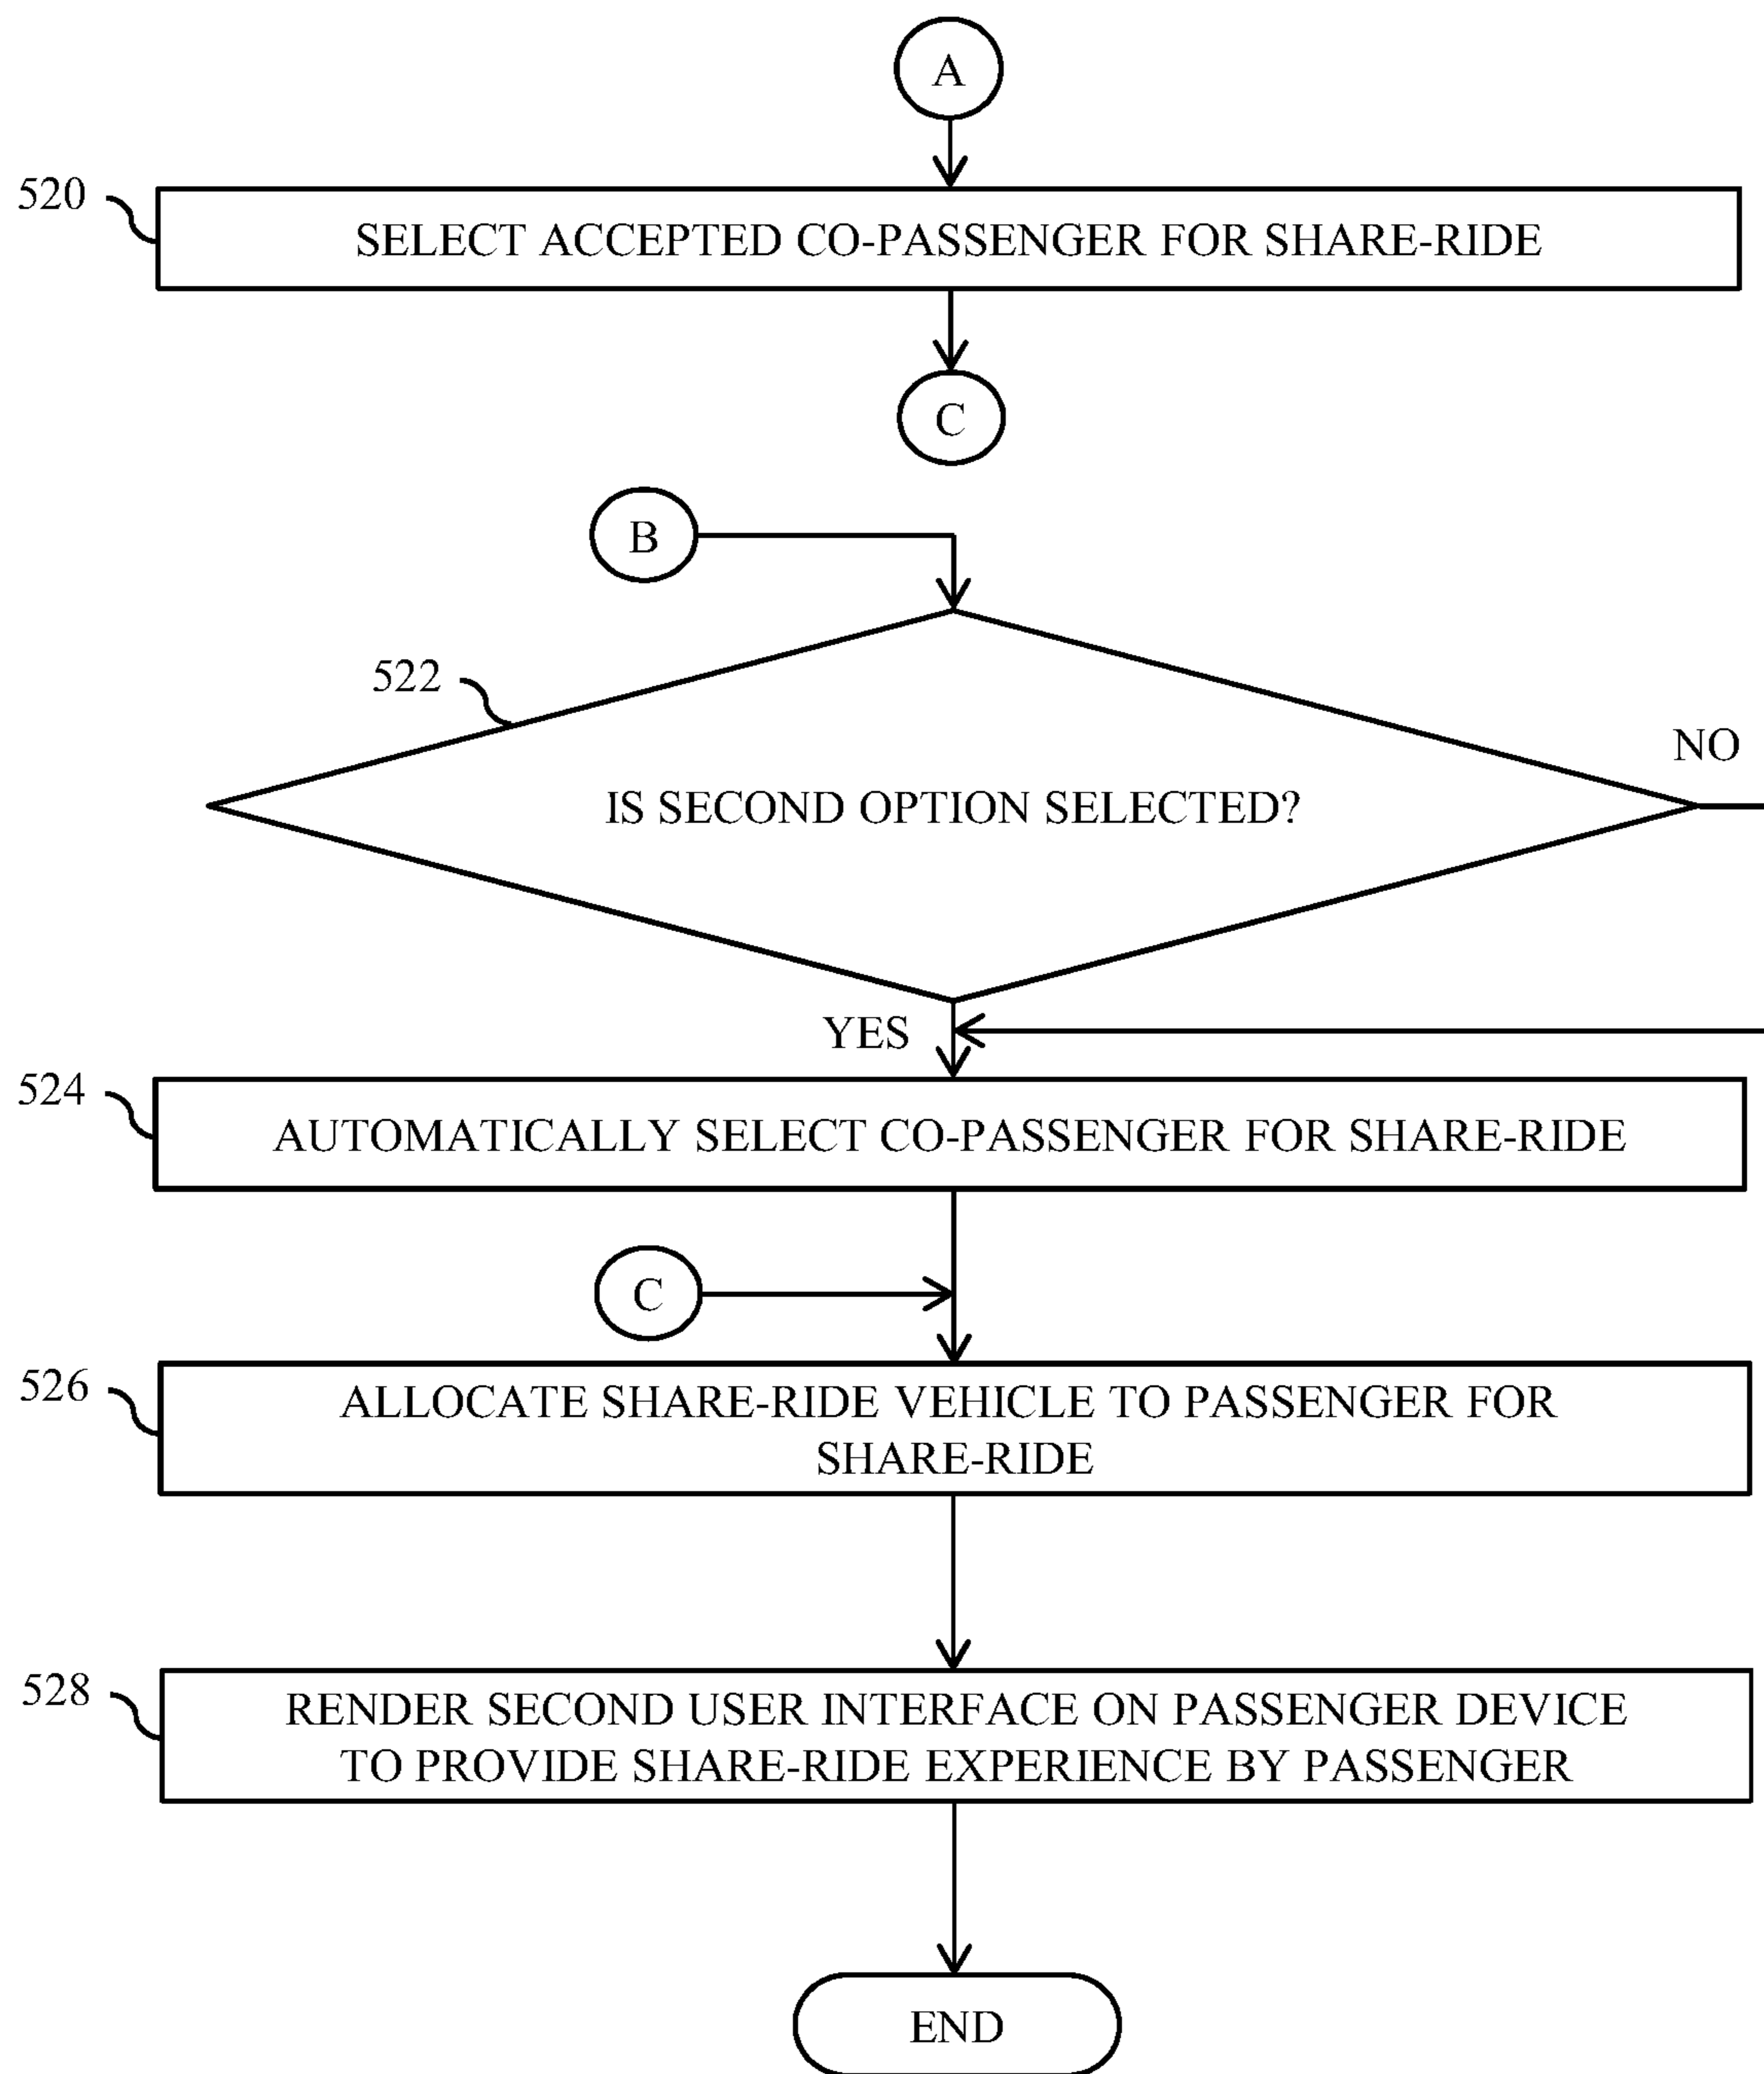 A
520
SELECT ACCEPTED CO-PASSENGER FOR SHARE-RIDE
C
B
522
NO
IS SECOND OPTION SELECTED?
YES
524
AUTOMATICALLY SELECT CO-PASSENGER FOR SHARE-RIDE
C
526
ALLOCATE SHARE-RIDE VEHICLE TO PASSENGER FOR
SHARE-RIDE
528
RENDER SECOND USER INTERFACE ON PASSENGER DEVICE
TO PROVIDE SHARE-RIDE EXPERIENCE BY PASSENGER
END